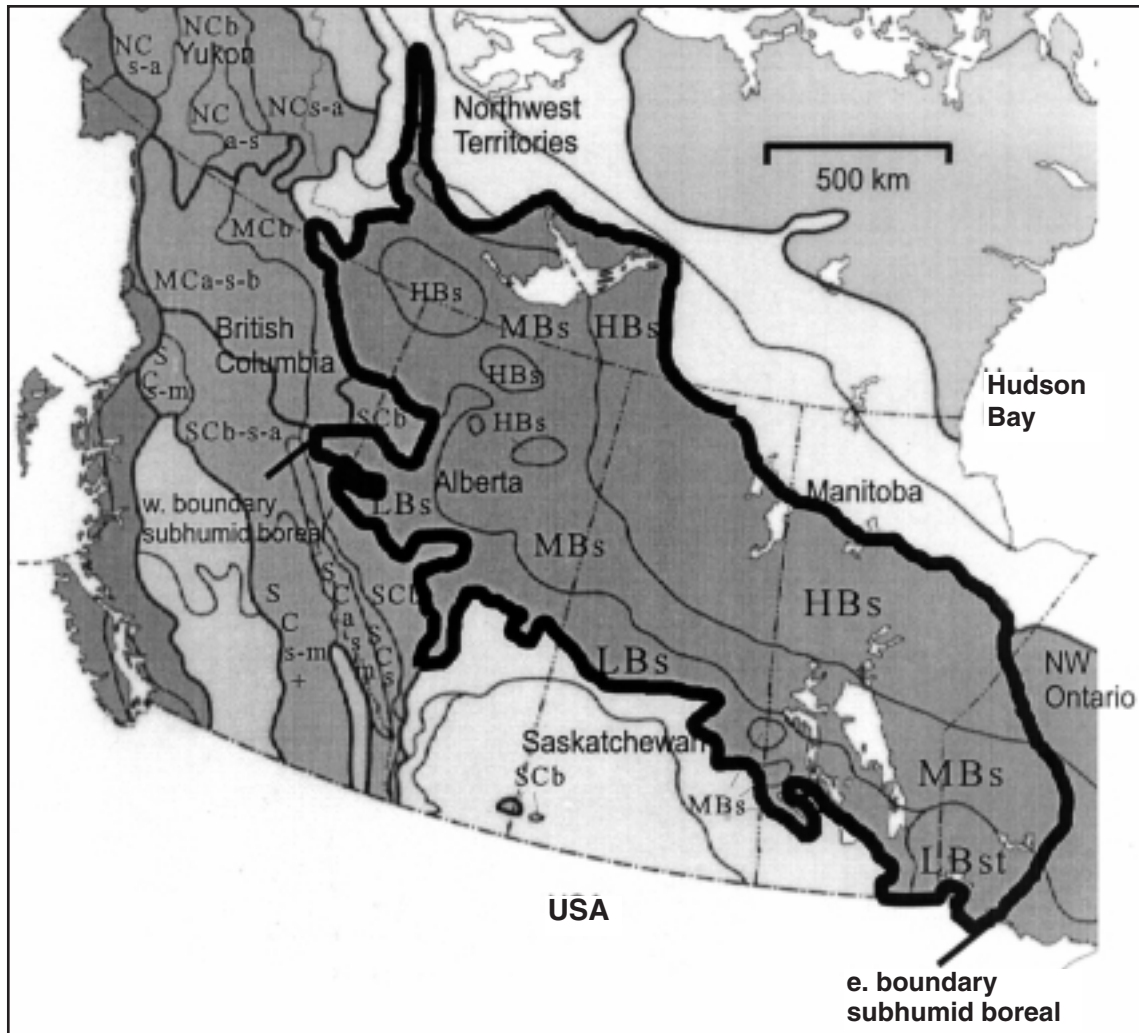 NCb
NC
s-a
Yukon
NCs-a
NC
a-s
Northwest
Territories
500 km
MCb
MCa-s-b
HBs
MBs
HBs
British
Columbia
S
C
s-m
HBs
SCb
HBs
SCb-s-a
Hudson
Bay
Alberta
LBs
Manitoba
w. boundary
subhumid boreal
MBs
S
C
s-m
+
S
C
a
s
m
SCb
S
C
s
HBs
LBs
NW
Ontario
Saskatchewan
SCb
MBs
MBs
LBst
USA
e. boundary
subhumid boreal